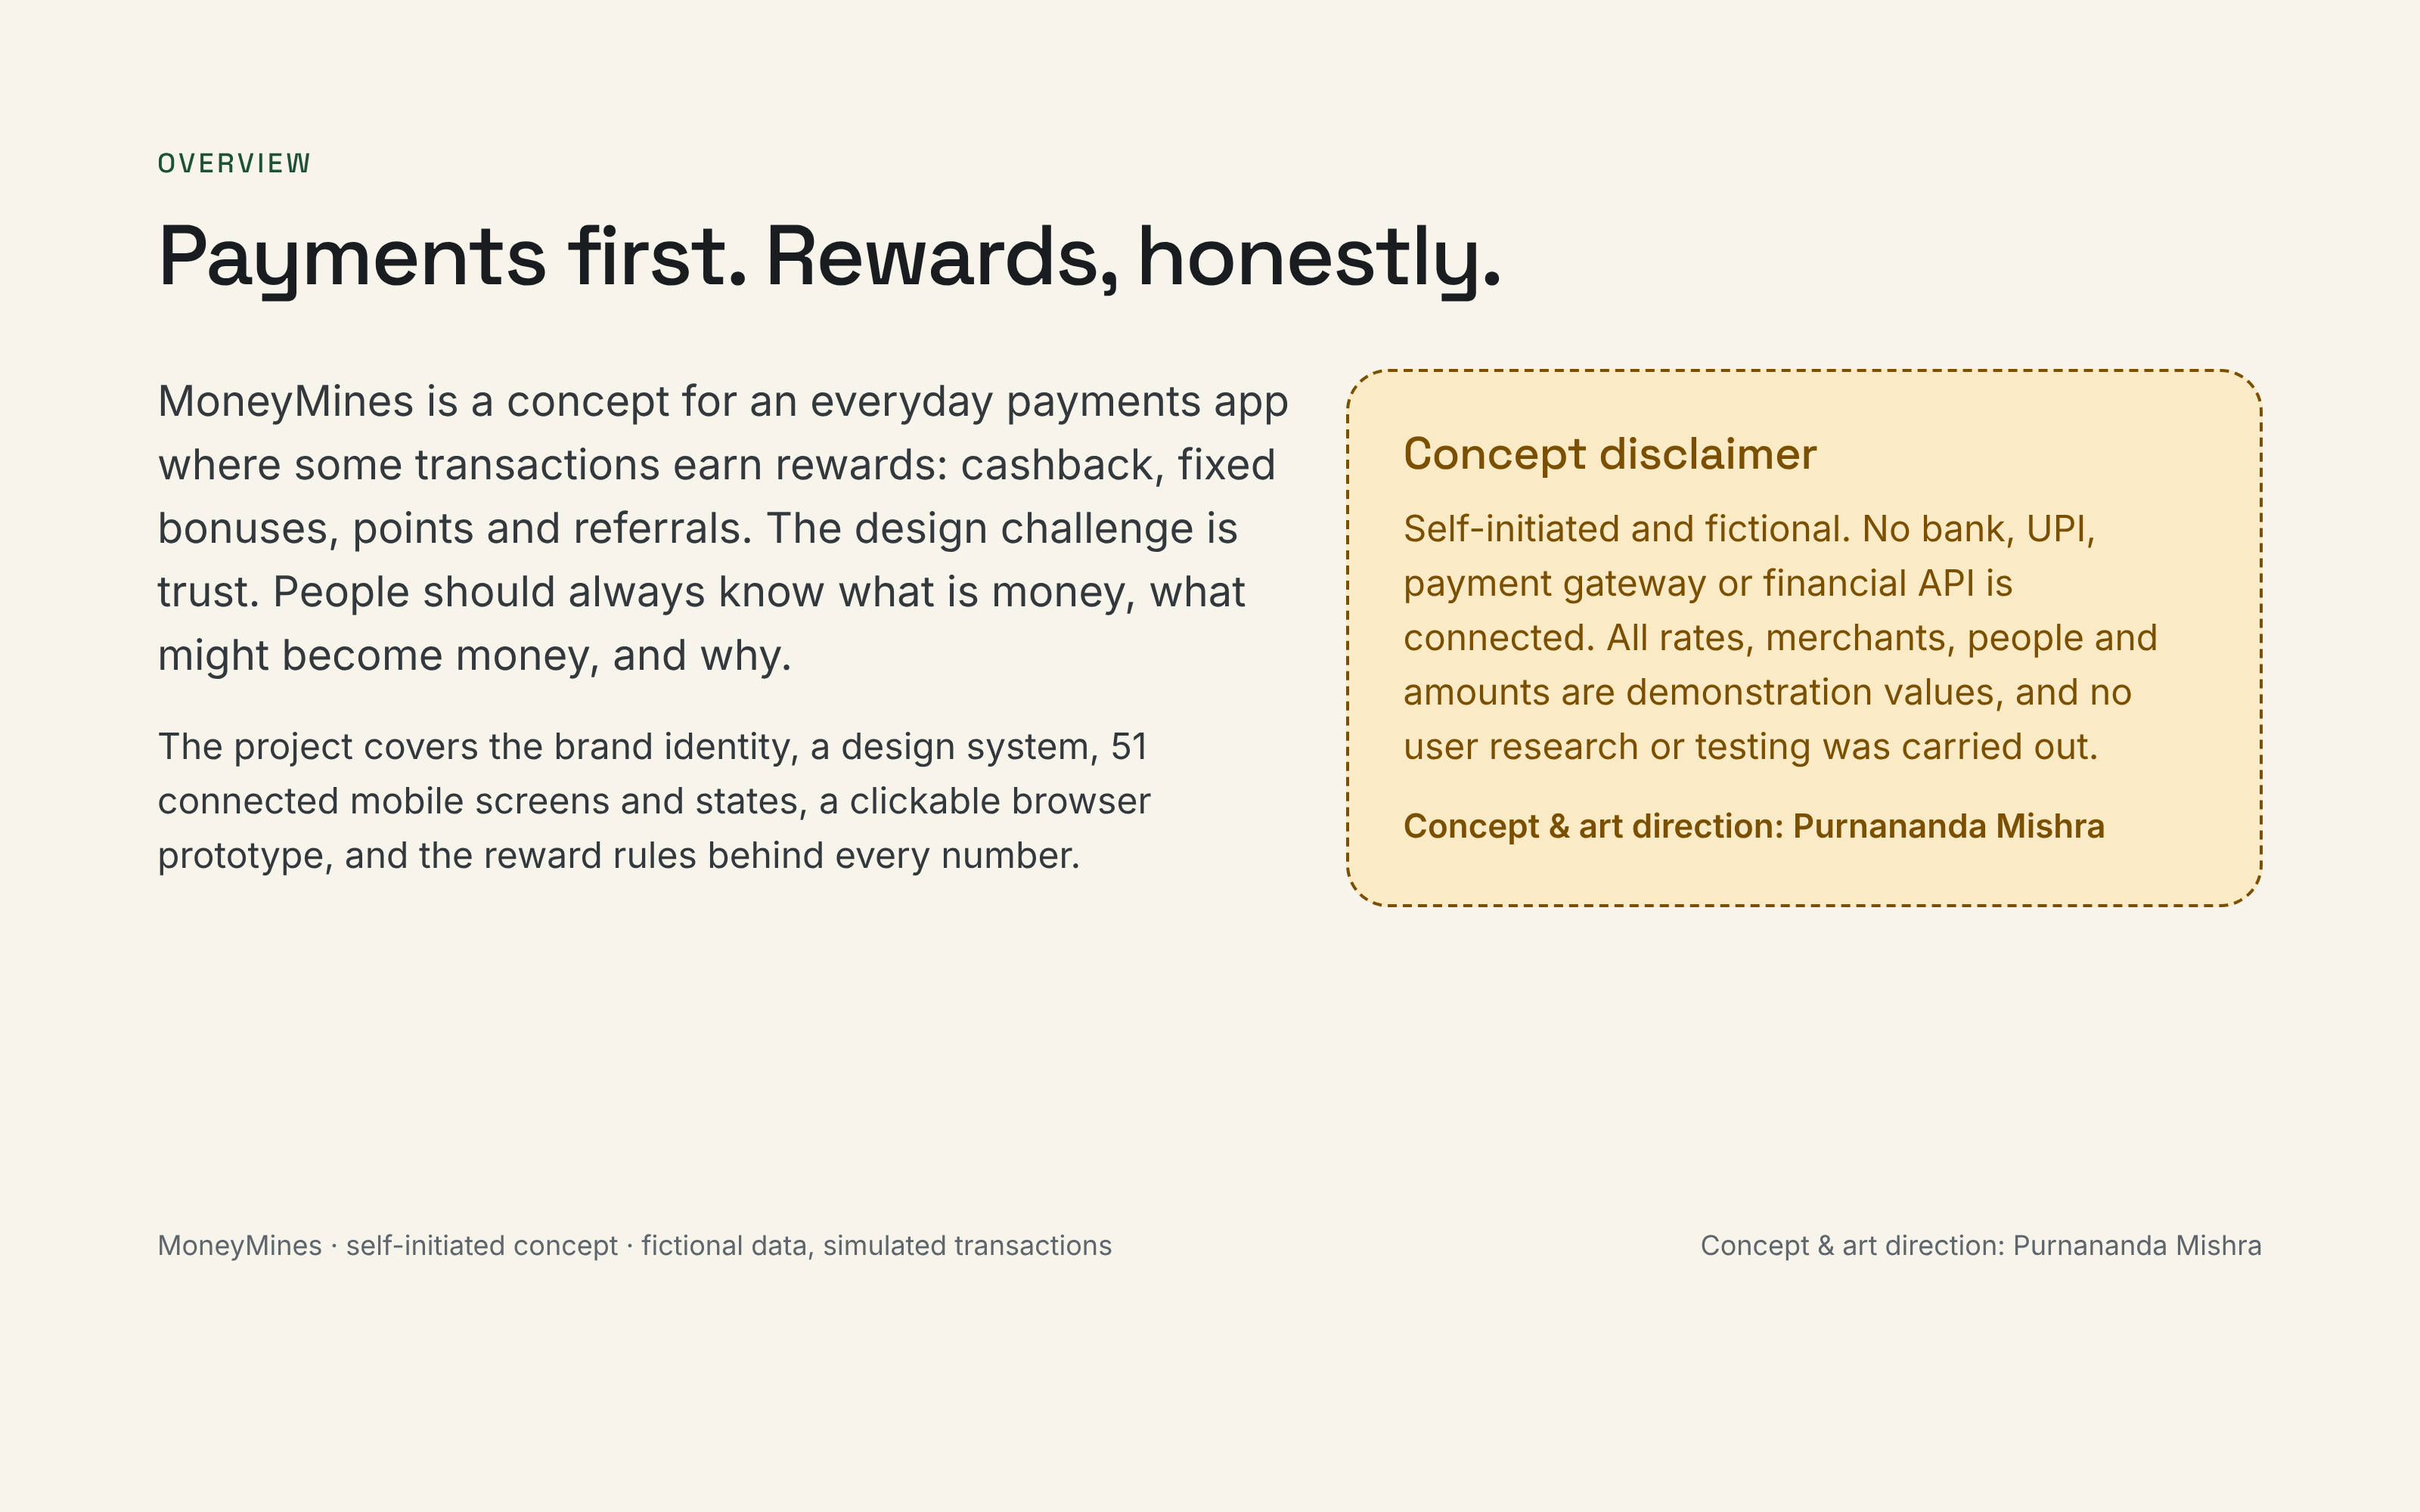 OVERVIEW
Payments first. Rewards, honestly.
MoneyMines is a concept for an everyday payments app
where some transactions earn rewards: cashback, fixed
bonuses, points and referrals. The design challenge is
trust. People should always know what is money, what
might become money, and why.
The project covers the brand identity, a design system, 51
connected mobile screens and states, a clickable browser
prototype, and the reward rules behind every number.
Concept disclaimer
Self-initiated and fictional. No bank, UPI,
payment gateway or financial API is
connected. All rates, merchants, people and
amounts are demonstration values, and no
user research or testing was carried out.
Concept & art direction: Purnananda Mishra
MoneyMines · self-initiated concept · fictional data, simulated transactions
Concept & art direction: Purnananda Mishra